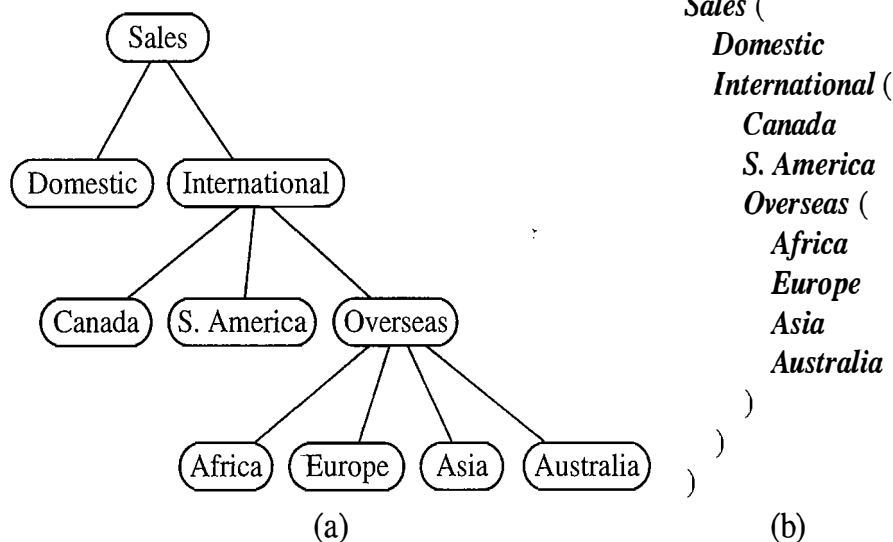 Sales
Domestic International
Canada S. America Overseas
Africa Europe Asia Australia
(a)
Sales (
Domestic
International (
Canada
S. America
Overseas (
Africa
Europe
Asia
Australia
)
)
)
(b)